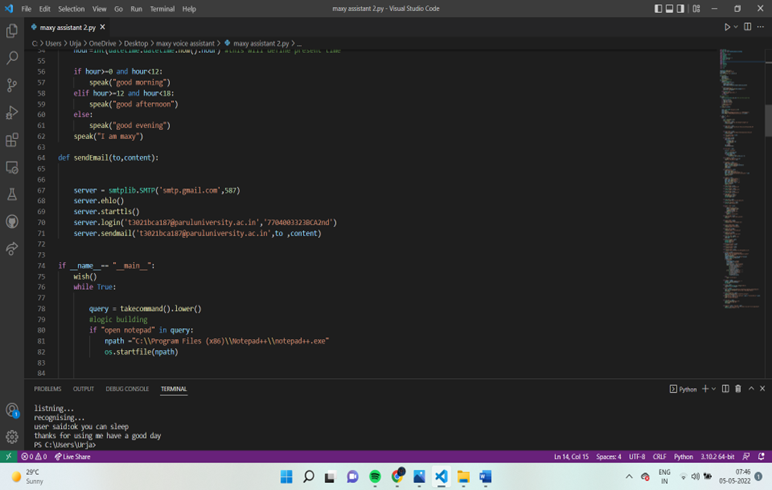 File Edit Selection View Go Run Terminal Help
maxy assistant 2.py - Visual Studio Code
maxy assistant 2.py ×
C: > Users > Urja > OneDrive > Desktop > maxy voice assistant > maxy assistant 2.py > ...
54 hour=int(datetime.datetime.now().hour) #this will define present time
55
56 if hour>=0 and hour<12:
57 speak("good morning")
58 elif hour>=12 and hour<18:
59 speak("good afternoon")
60 else:
61 speak("good evening")
62 speak("I am maxy")
63
64 def sendEmail(to,content):
65
66
67 server = smtplib.SMTP('smtp.gmail.com',587)
68 server.ehlo()
69 server.starttls()
70 server.login('t3021bca187@paruluniversity.ac.in','7704003323BCA2nd')
71 server.sendmail('t3021bca187@paruluniversity.ac.in',to ,content)
72
73
74 if __name__== "__main__":
75 wish()
76 while True:
77
78 query = takecommand().lower()
79 #logic building
80 if "open notepad" in query:
81 npath ="C:\\Program Files (x86)\\Notepad++\\notepad++.exe"
82 os.startfile(npath)
83
84
PROBLEMS OUTPUT DEBUG CONSOLE TERMINAL
Python
listning...
recognising...
user said:ok you can sleep
thanks for using me have a good day
PS C:\Users\Urja>
0 0 Live Share
Ln 14, Col 15 Spaces: 4 UTF-8 CRLF Python 3.10.2 64-bit
29°C
Sunny
ENG
IN
07:46
05-05-2022